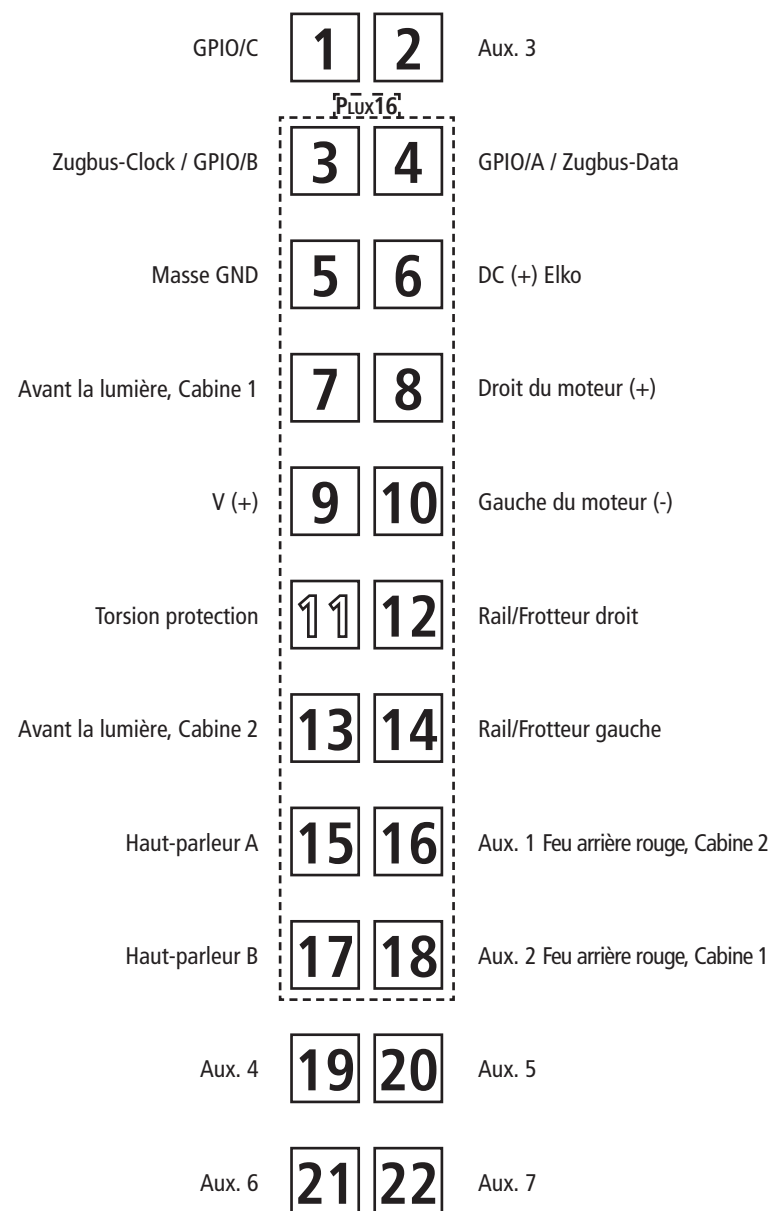 GPIO/C 1 2 Aux. 3
PLUX16
Zugbus-Clock / GPIO/B 3 4 GPIO/A / Zugbus-Data
Masse GND 5 6 DC (+) Elko
Avant la lumière, Cabine 1 7 8 Droit du moteur (+)
V (+) 9 10 Gauche du moteur (-)
Torsion protection 11 12 Rail/Frotteur droit
Avant la lumière, Cabine 2 13 14 Rail/Frotteur gauche
Haut-parleur A 15 16 Aux. 1 Feu arrière rouge, Cabine 2
Haut-parleur B 17 18 Aux. 2 Feu arrière rouge, Cabine 1
Aux. 4 19 20 Aux. 5
Aux. 6 21 22 Aux. 7